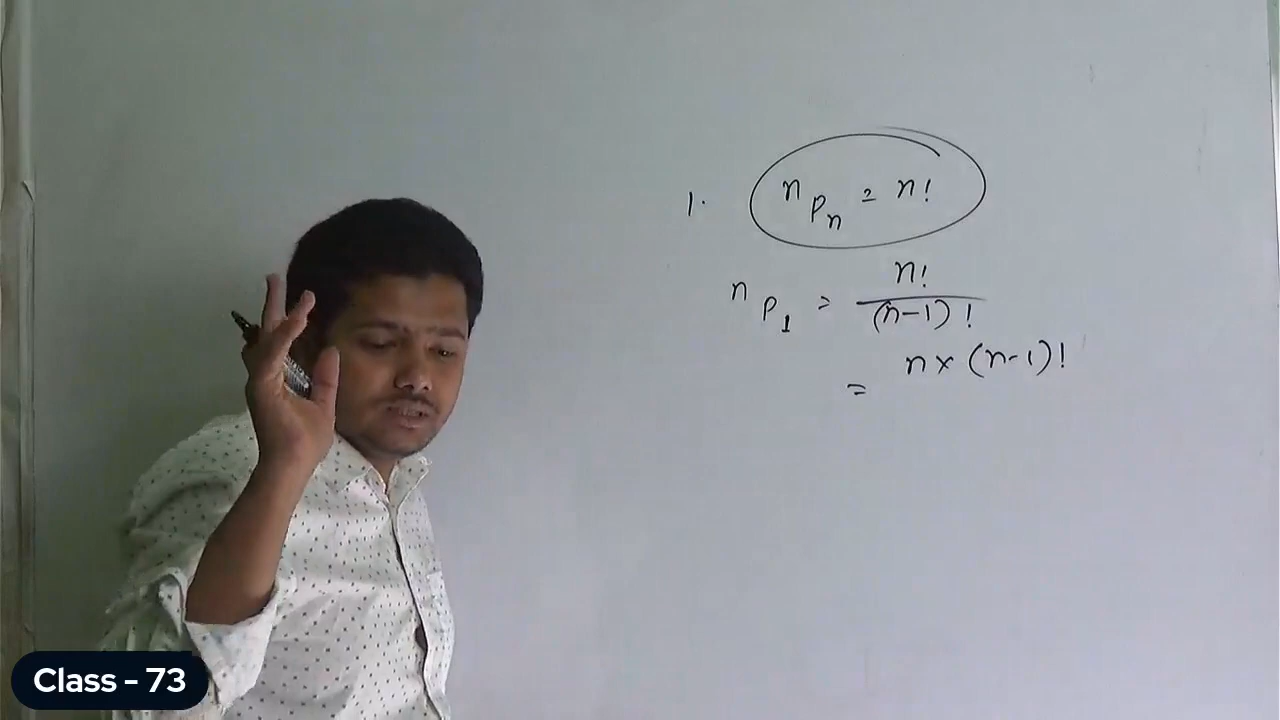 1. nPn = n!
nP1 = n!
(n-1)!
= n× (n-1)!
Class - 73